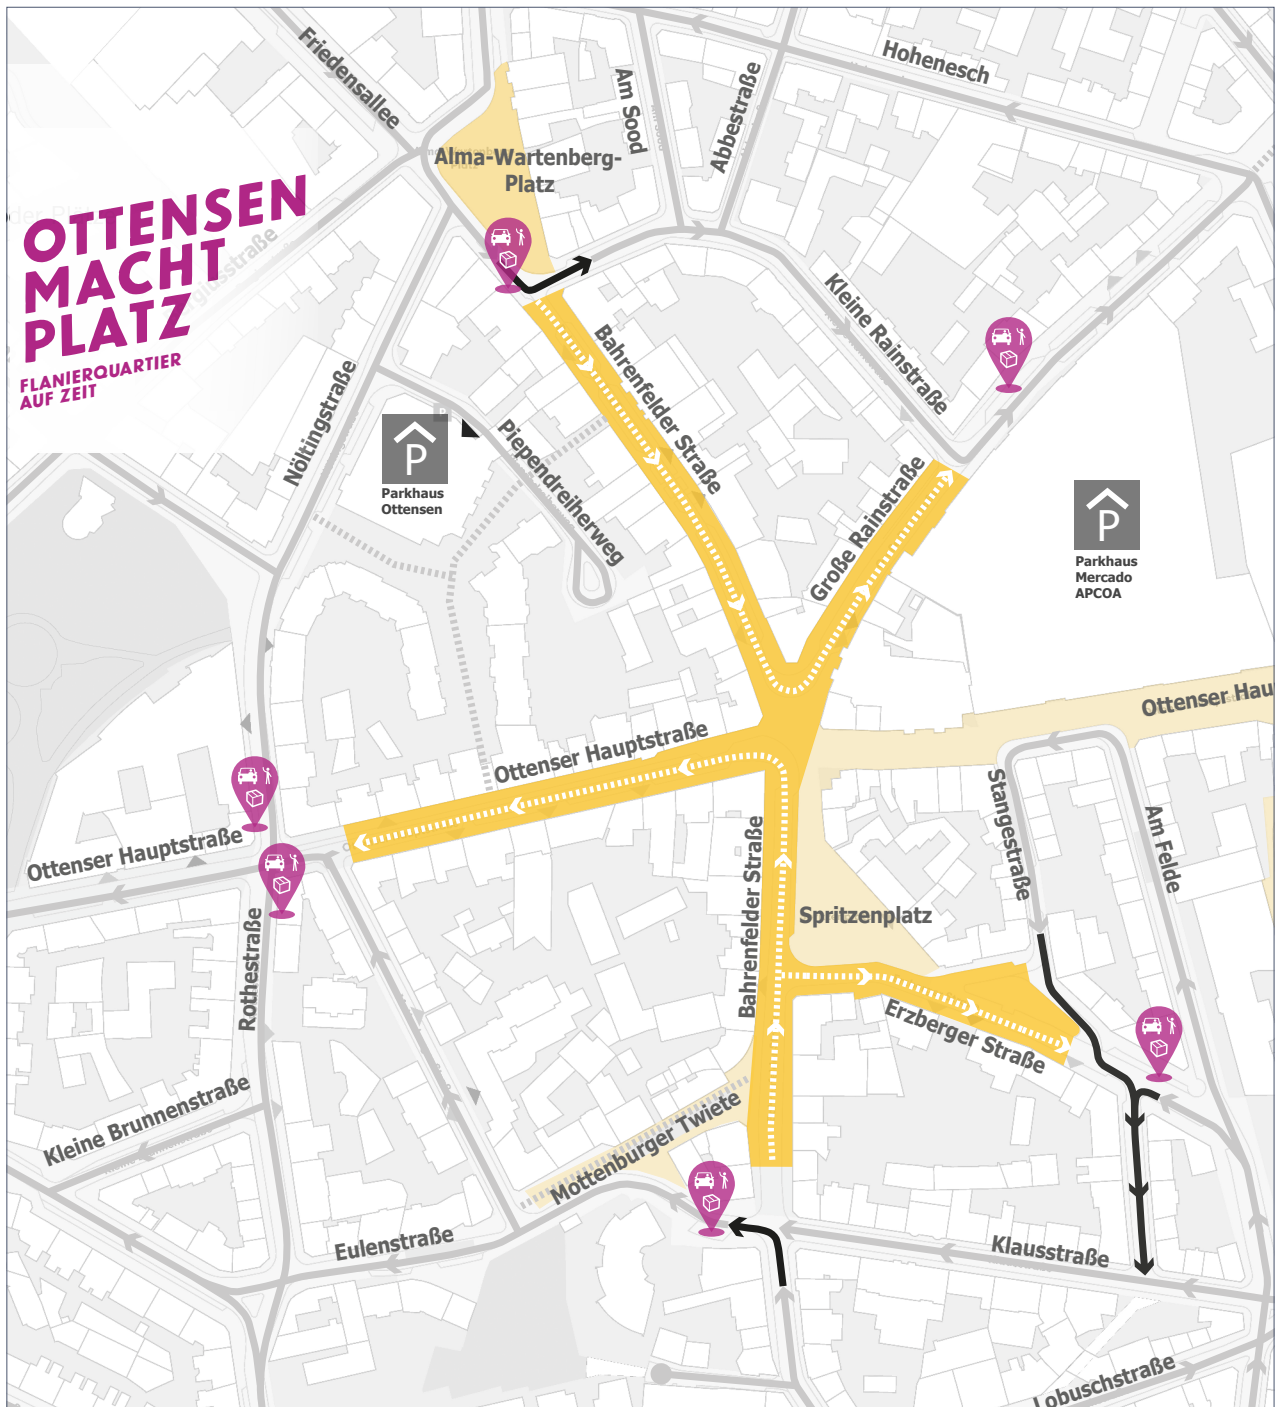 OTTENSEN
MACHT
PLATZ
FLANIERQUARTIER
AUF ZEIT
Friedensallee
Am Sood
Abbestraße
Hohenesch
Alma-Wartenberg-
Platz
Kleine Rainstraße
Bahrenfelder Straße
Nöltingstraße
P
Parkhaus
Ottensen
Piependreiherweg
Große Rainstraße
P
Parkhaus
Mercado
APCOA
Ottenser Hau
Ottenser Hauptstraße
Stangestraße
Am Felde
Ottenser Hauptstraße
Bahrenfelder Straße
Spritzenplatz
Rothestraße
Erzberger Straße
Kleine Brunnenstraße
Mottenburger Twiete
Eulenstraße
Klausstraße
Lobuschstraße